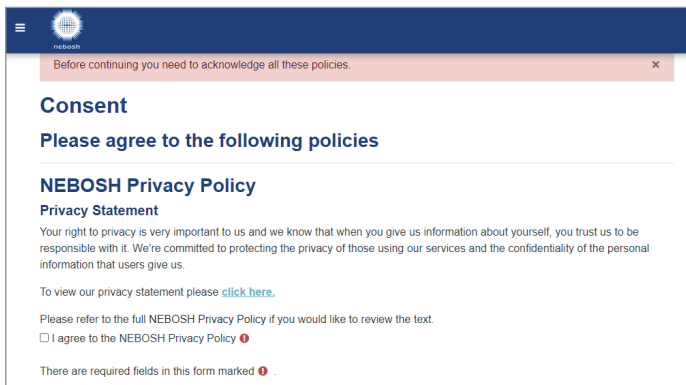 nebosh
Before continuing you need to acknowledge all these policies. ×
Consent
Please agree to the following policies
NEBOSH Privacy Policy
Privacy Statement
Your right to privacy is very important to us and we know that when you give us information about yourself, you trust us to be
responsible with it. We're committed to protecting the privacy of those using our services and the confidentiality of the personal
information that users give us.
To view our privacy statement please click here.
Please refer to the full NEBOSH Privacy Policy if you would like to review the text.
I agree to the NEBOSH Privacy Policy
There are required fields in this form marked .